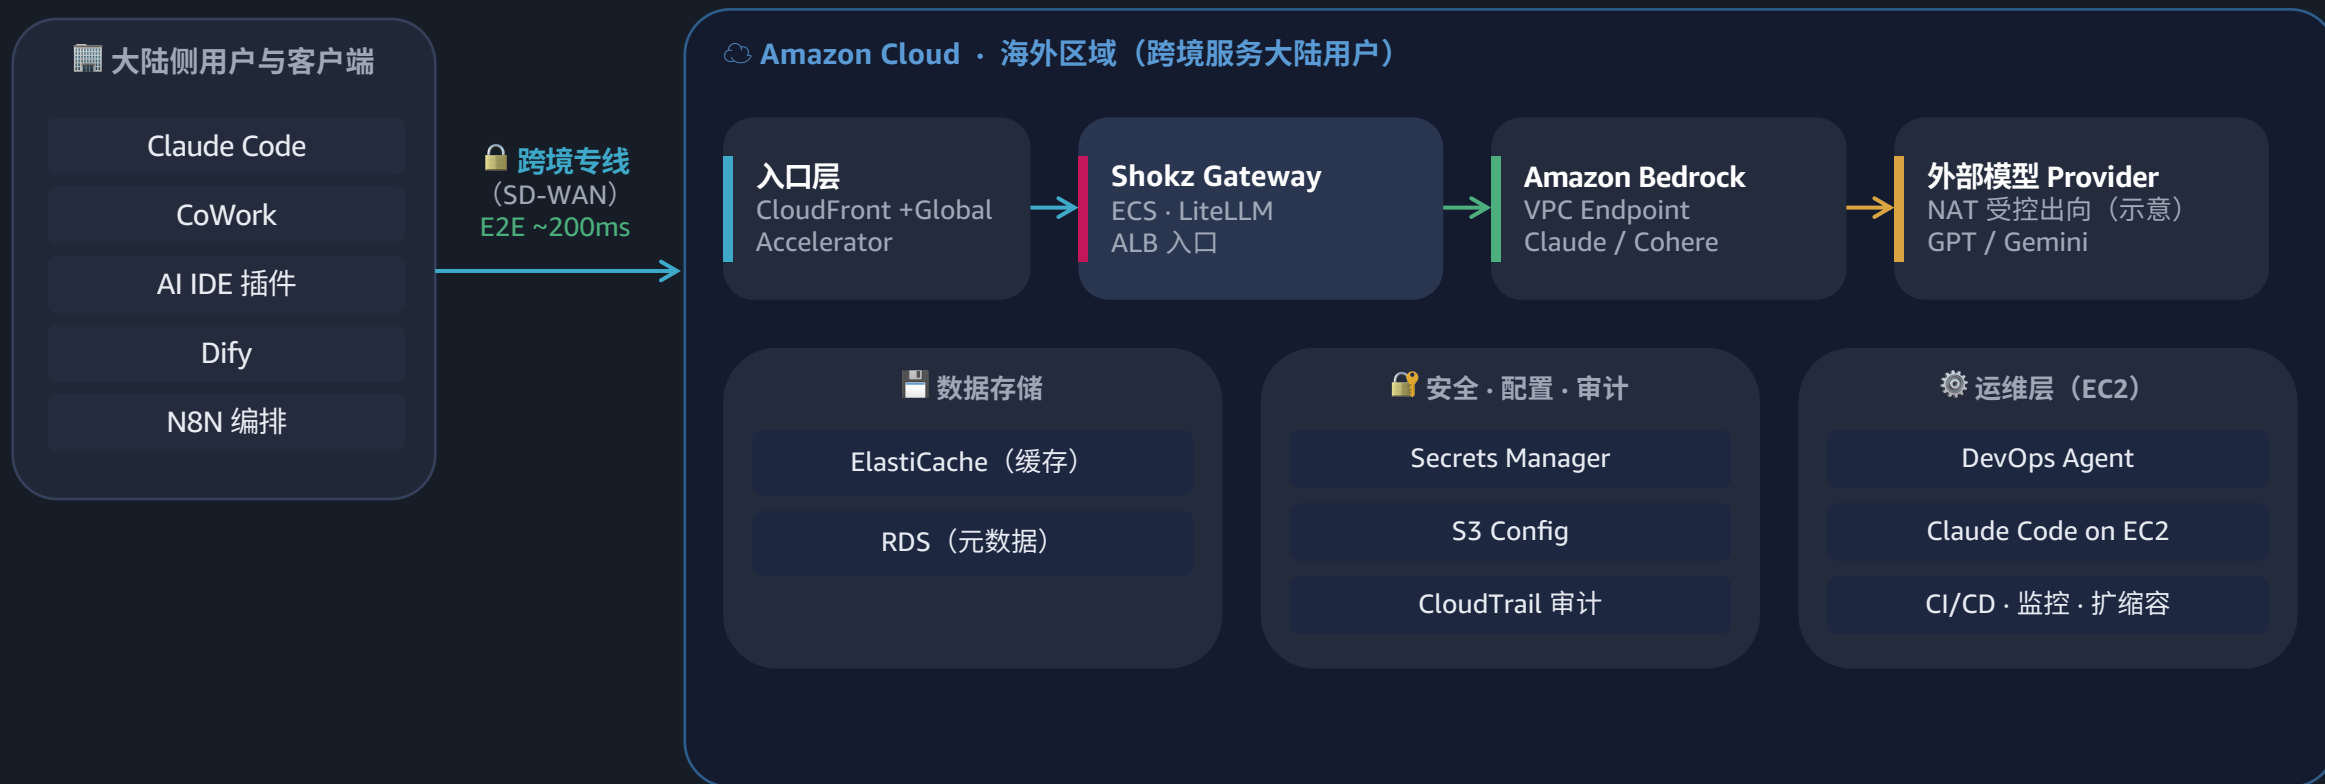 大陆侧用户与客户端
Claude Code
CoWork
AI IDE 插件
Dify
N8N 编排
跨境专线
（SD-WAN）
E2E ~200ms
Amazon Cloud · 海外区域（跨境服务大陆用户）
入口层
CloudFront +Global
Accelerator
Shokz Gateway
ECS · LiteLLM
ALB 入口
Amazon Bedrock
VPC Endpoint
Claude / Cohere
外部模型 Provider
NAT 受控出向（示意）
GPT / Gemini
数据存储
ElastiCache（缓存）
RDS（元数据）
安全 · 配置 · 审计
Secrets Manager
S3 Config
CloudTrail 审计
运维层（EC2）
DevOps Agent
Claude Code on EC2
CI/CD · 监控 · 扩缩容